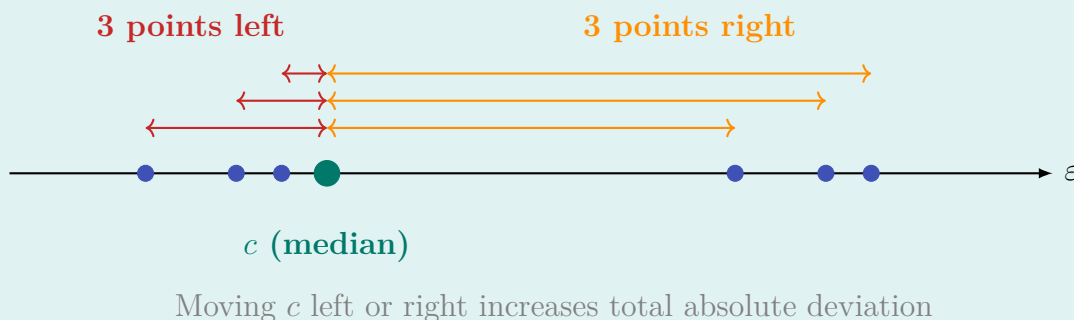 3 points left
3 points right
ε
c (median)
Moving c left or right increases total absolute deviation